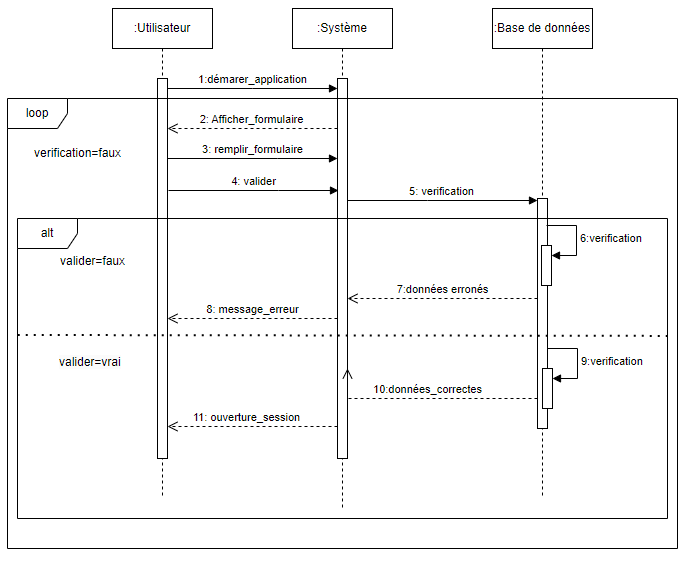 :Utilisateur
:Système
:Base de données
1:démarer_application
loop
2: Afficher_formulaire
verification=faux
3: remplir_formulaire
4: valider
5: verification
alt
6:verification
valider=faux
7:données erronés
8: message_erreur
valider=vrai
9:verification
10:données_correctes
11: ouverture_session